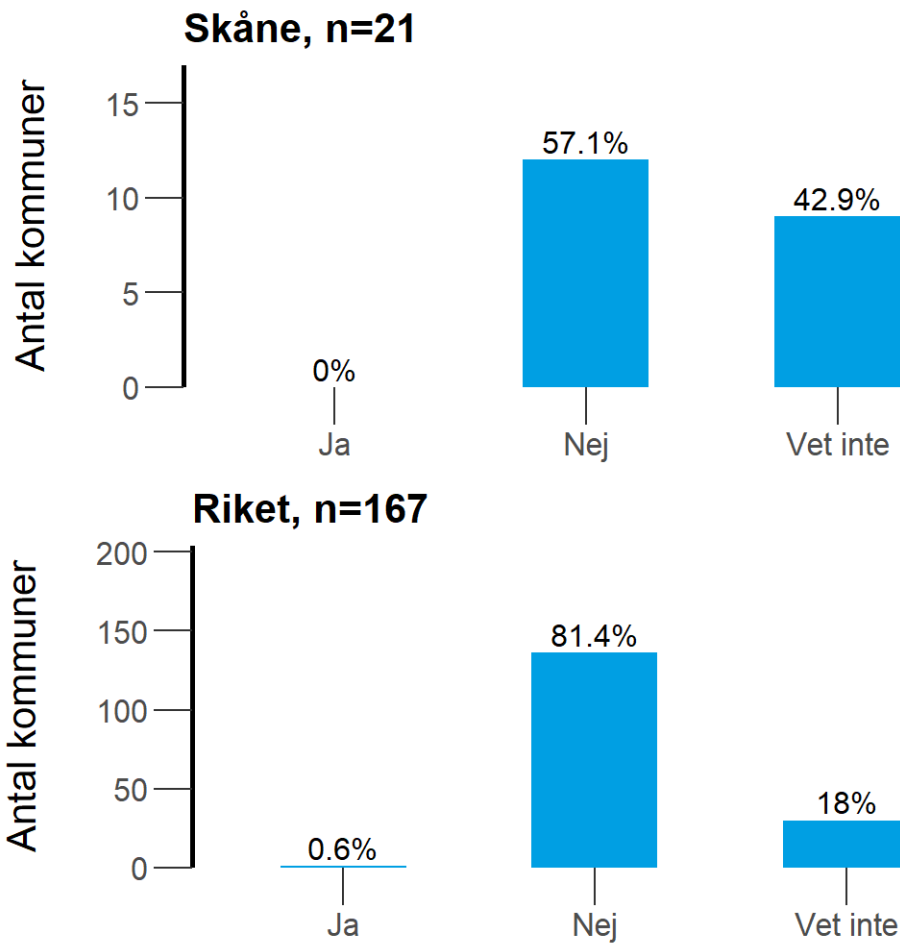 Skåne, n=21
Antal kommuner
15
10
5
0
0%
57.1%
42.9%
Ja
Nej
Vet inte
Riket, n=167
Antal kommuner
200
150
100
50
0
0.6%
81.4%
18%
Ja
Nej
Vet inte